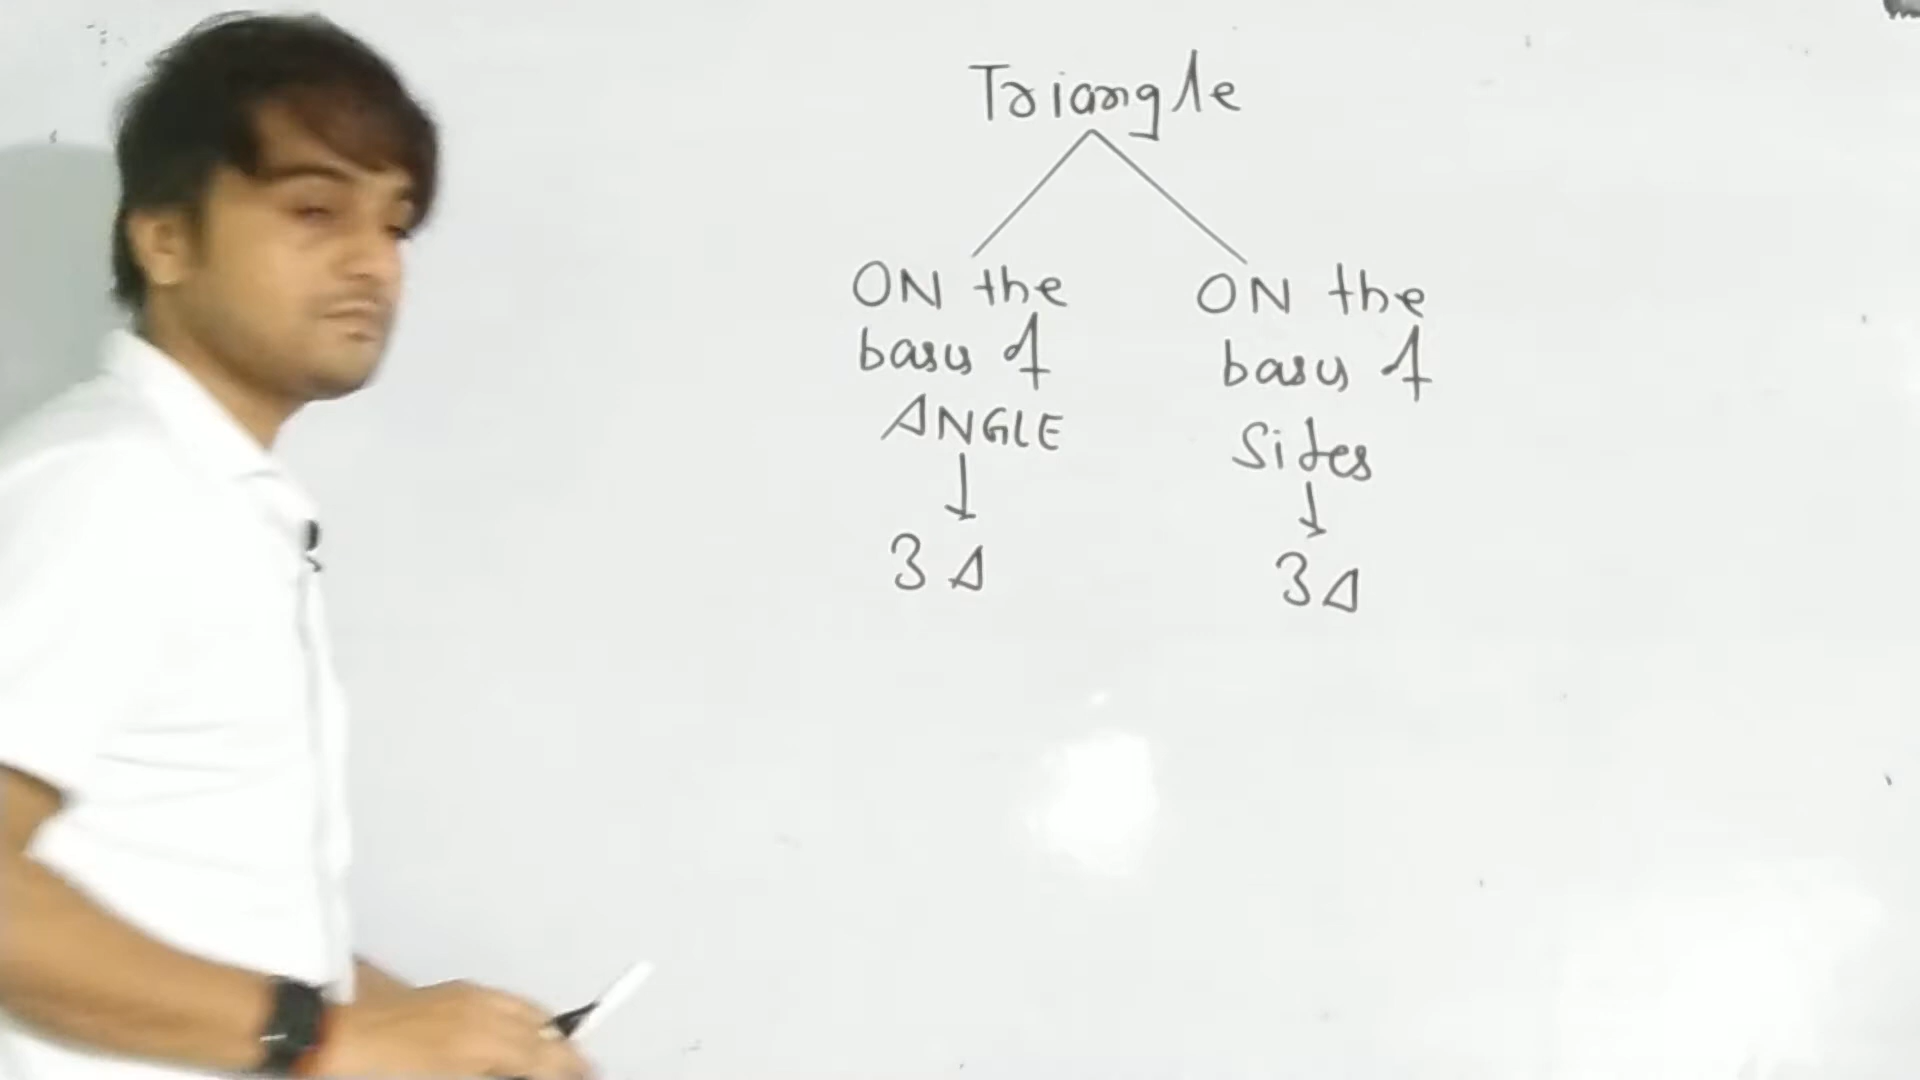 Triangle
ON the
basis of
ANGLE
3 Δ
ON the
basis of
Sides
3 Δ